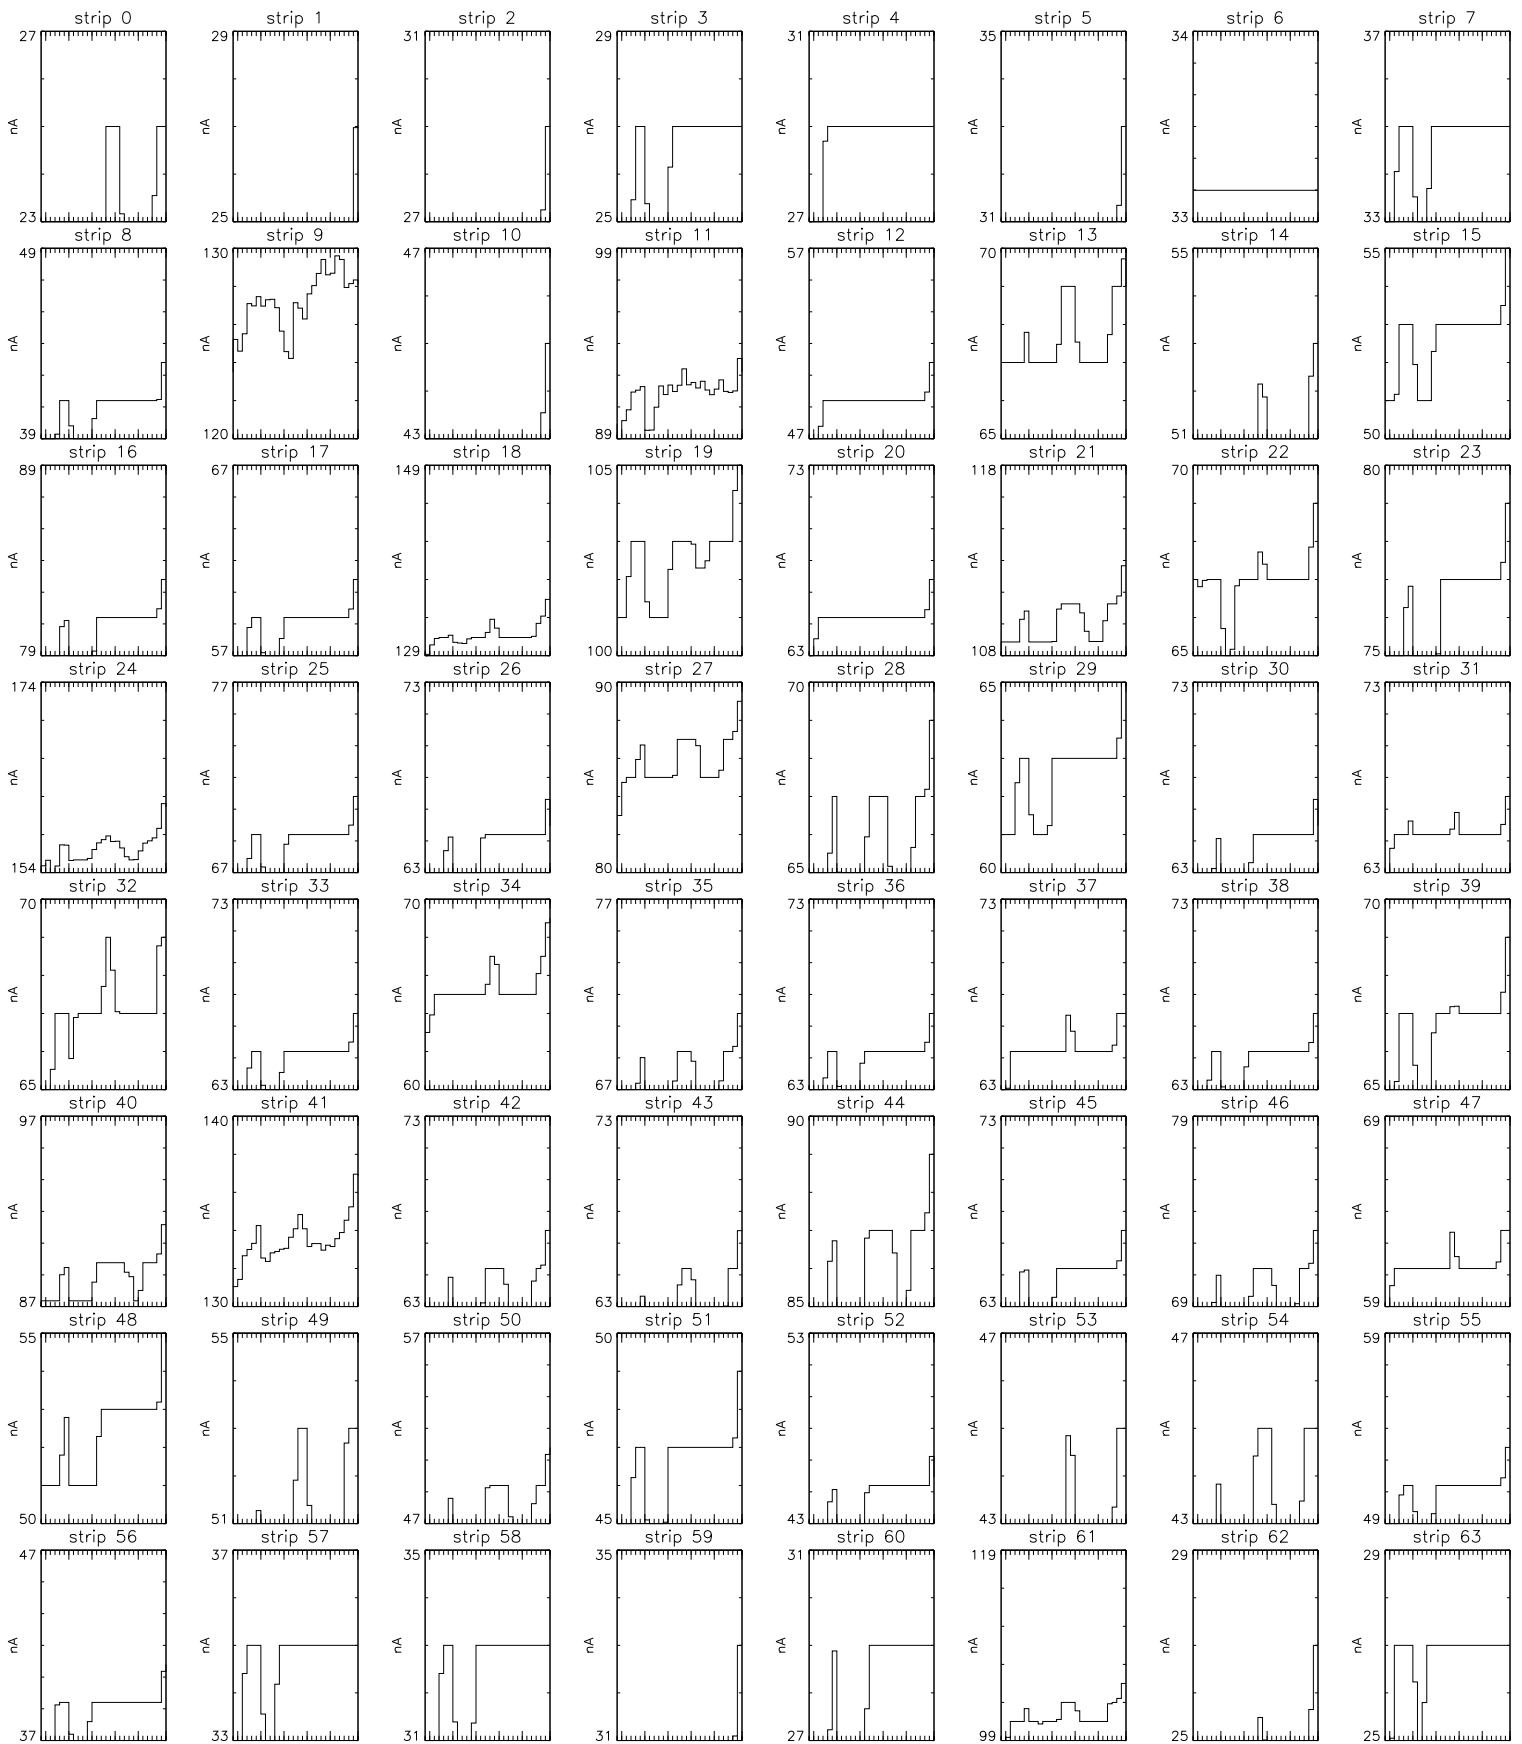 strip 0 strip 1 strip 2 strip 3 strip 4 strip 5 strip 6 strip 7
27 29 31 29 31 35 34 37
nA nA nA nA nA nA nA nA
23 25 27 25 27 31 33 33
strip 8 strip 9 strip 10 strip 11 strip 12 strip 13 strip 14 strip 15
49 130 47 99 57 70 55 55
nA nA nA nA nA nA nA nA
39 120 43 89 47 65 51 50
strip 16 strip 17 strip 18 strip 19 strip 20 strip 21 strip 22 strip 23
89 67 149 105 73 118 70 80
nA nA nA nA nA nA nA nA
79 57 129 100 63 108 65 75
strip 24 strip 25 strip 26 strip 27 strip 28 strip 29 strip 30 strip 31
174 77 73 90 70 65 73 73
nA nA nA nA nA nA nA nA
154 67 63 80 65 60 63 63
strip 32 strip 33 strip 34 strip 35 strip 36 strip 37 strip 38 strip 39
70 73 70 77 73 73 73 70
nA nA nA nA nA nA nA nA
65 63 60 67 63 63 63 65
strip 40 strip 41 strip 42 strip 43 strip 44 strip 45 strip 46 strip 47
97 140 73 73 90 73 79 69
nA nA nA nA nA nA nA nA
87 130 63 63 85 63 69 59
strip 48 strip 49 strip 50 strip 51 strip 52 strip 53 strip 54 strip 55
55 55 57 50 53 47 47 59
nA nA nA nA nA nA nA nA
50 51 47 45 43 43 43 49
strip 56 strip 57 strip 58 strip 59 strip 60 strip 61 strip 62 strip 63
47 37 35 35 31 119 29 29
nA nA nA nA nA nA nA nA
37 33 31 31 27 99 25 25